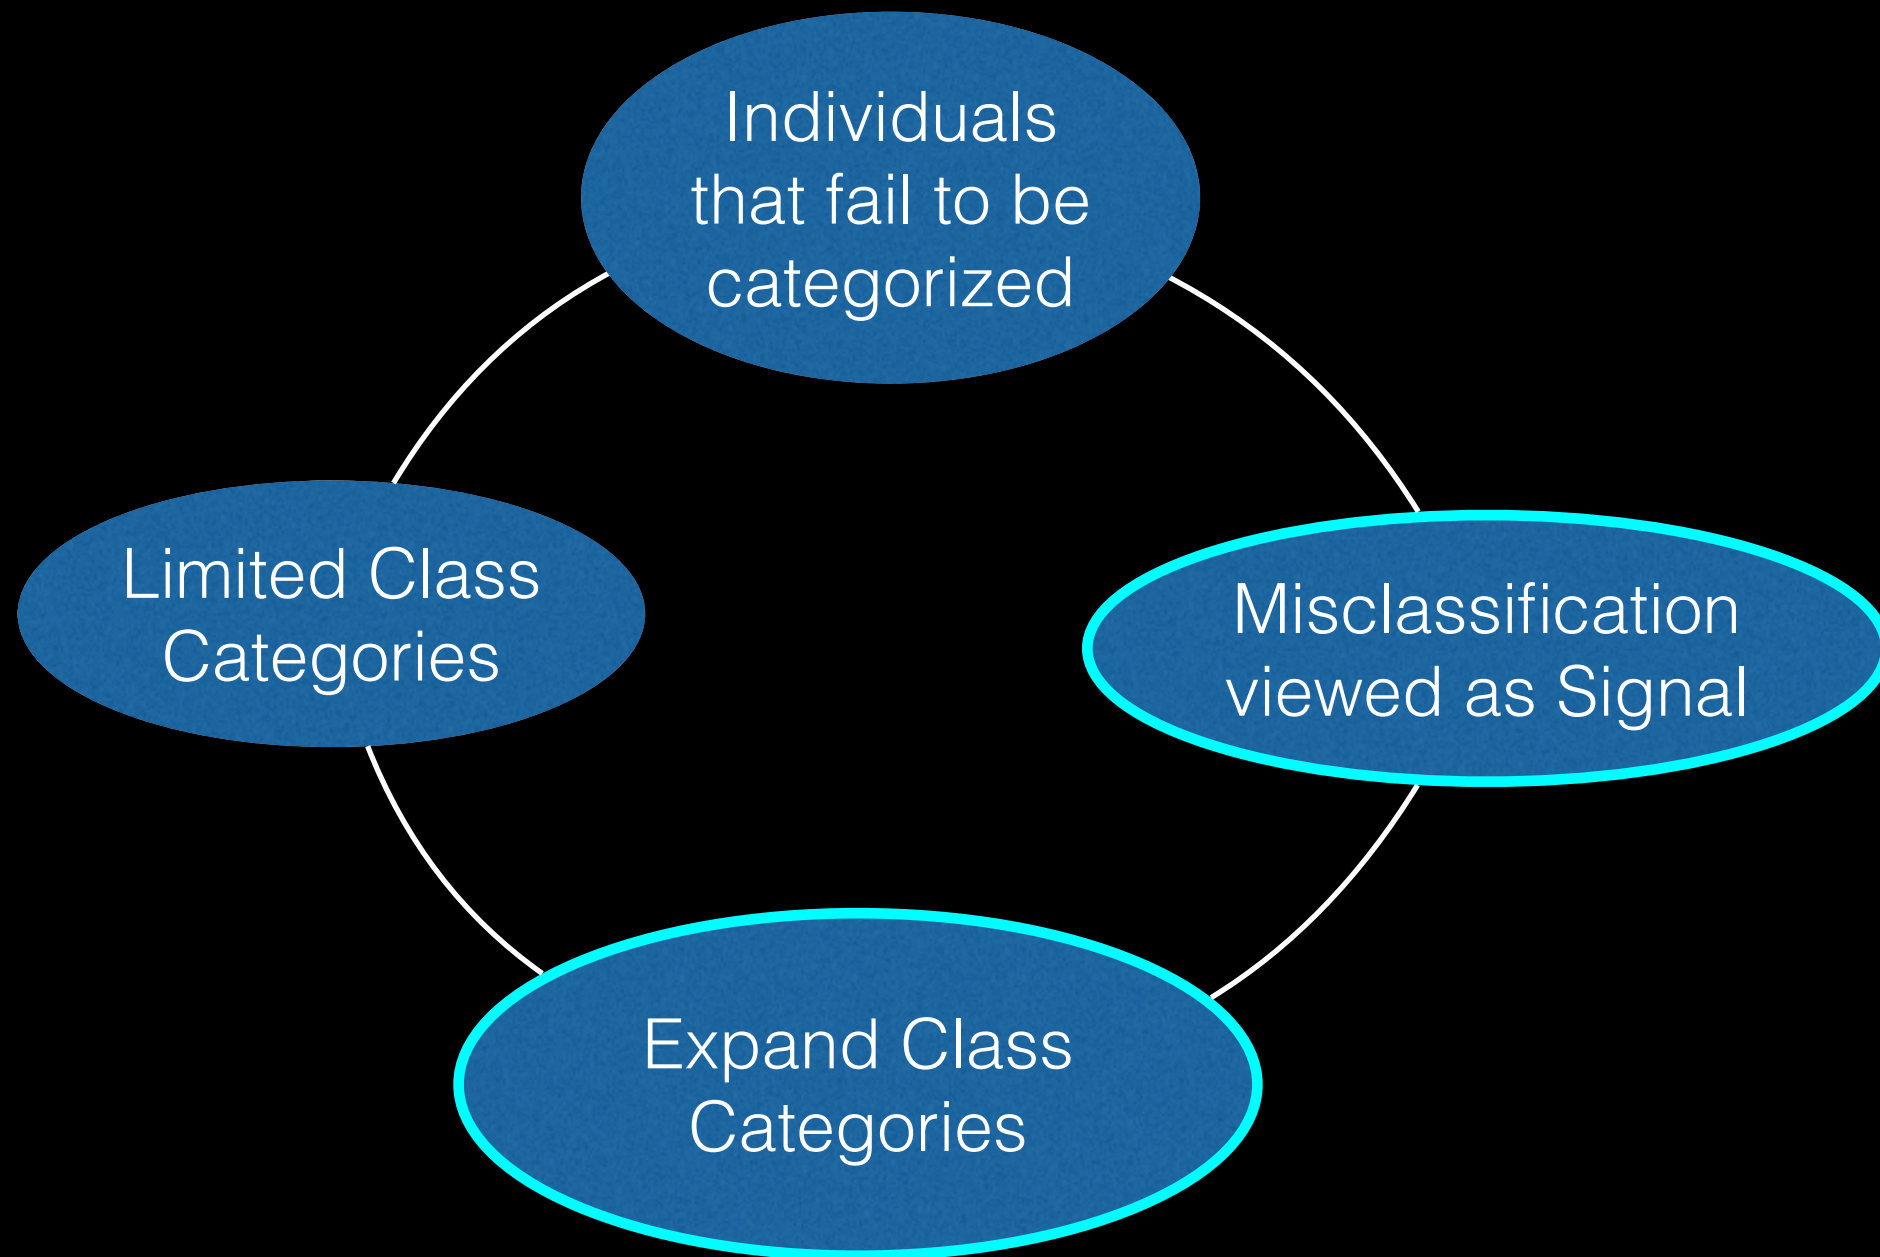 Individuals
that fail to be
categorized
Limited Class
Categories
Misclassification
viewed as Signal
Expand Class
Categories